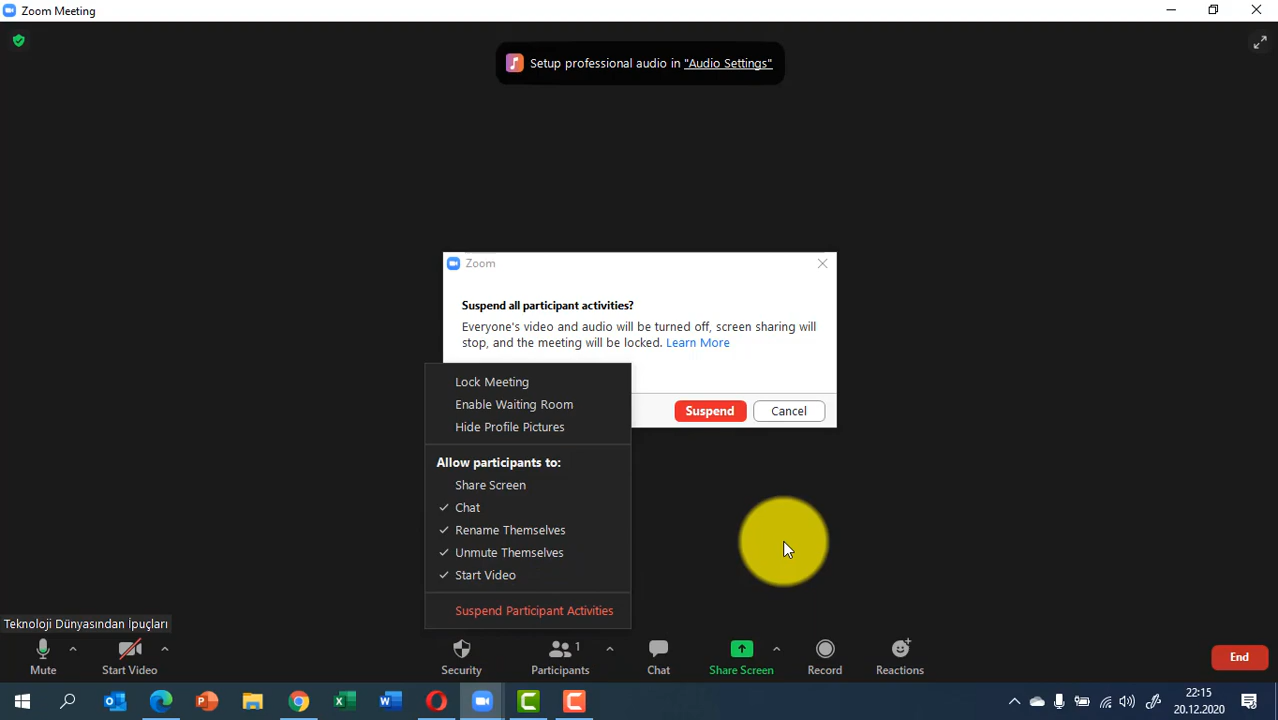 Zoom Meeting
Setup professional audio in "Audio Settings"
Zoom
Suspend all participant activities?
Everyone's video and audio will be turned off, screen sharing will
stop, and the meeting will be locked. Learn More
Suspend
Cancel
Lock Meeting
Enable Waiting Room
Hide Profile Pictures
Allow participants to:
Share Screen
✓ Chat
✓ Rename Themselves
✓ Unmute Themselves
✓ Start Video
Suspend Participant Activities
Teknoloji Dünyasından İpuçları
Mute
Start Video
Security
Participants
1
Chat
Share Screen
Record
Reactions
End
22:15
20.12.2020